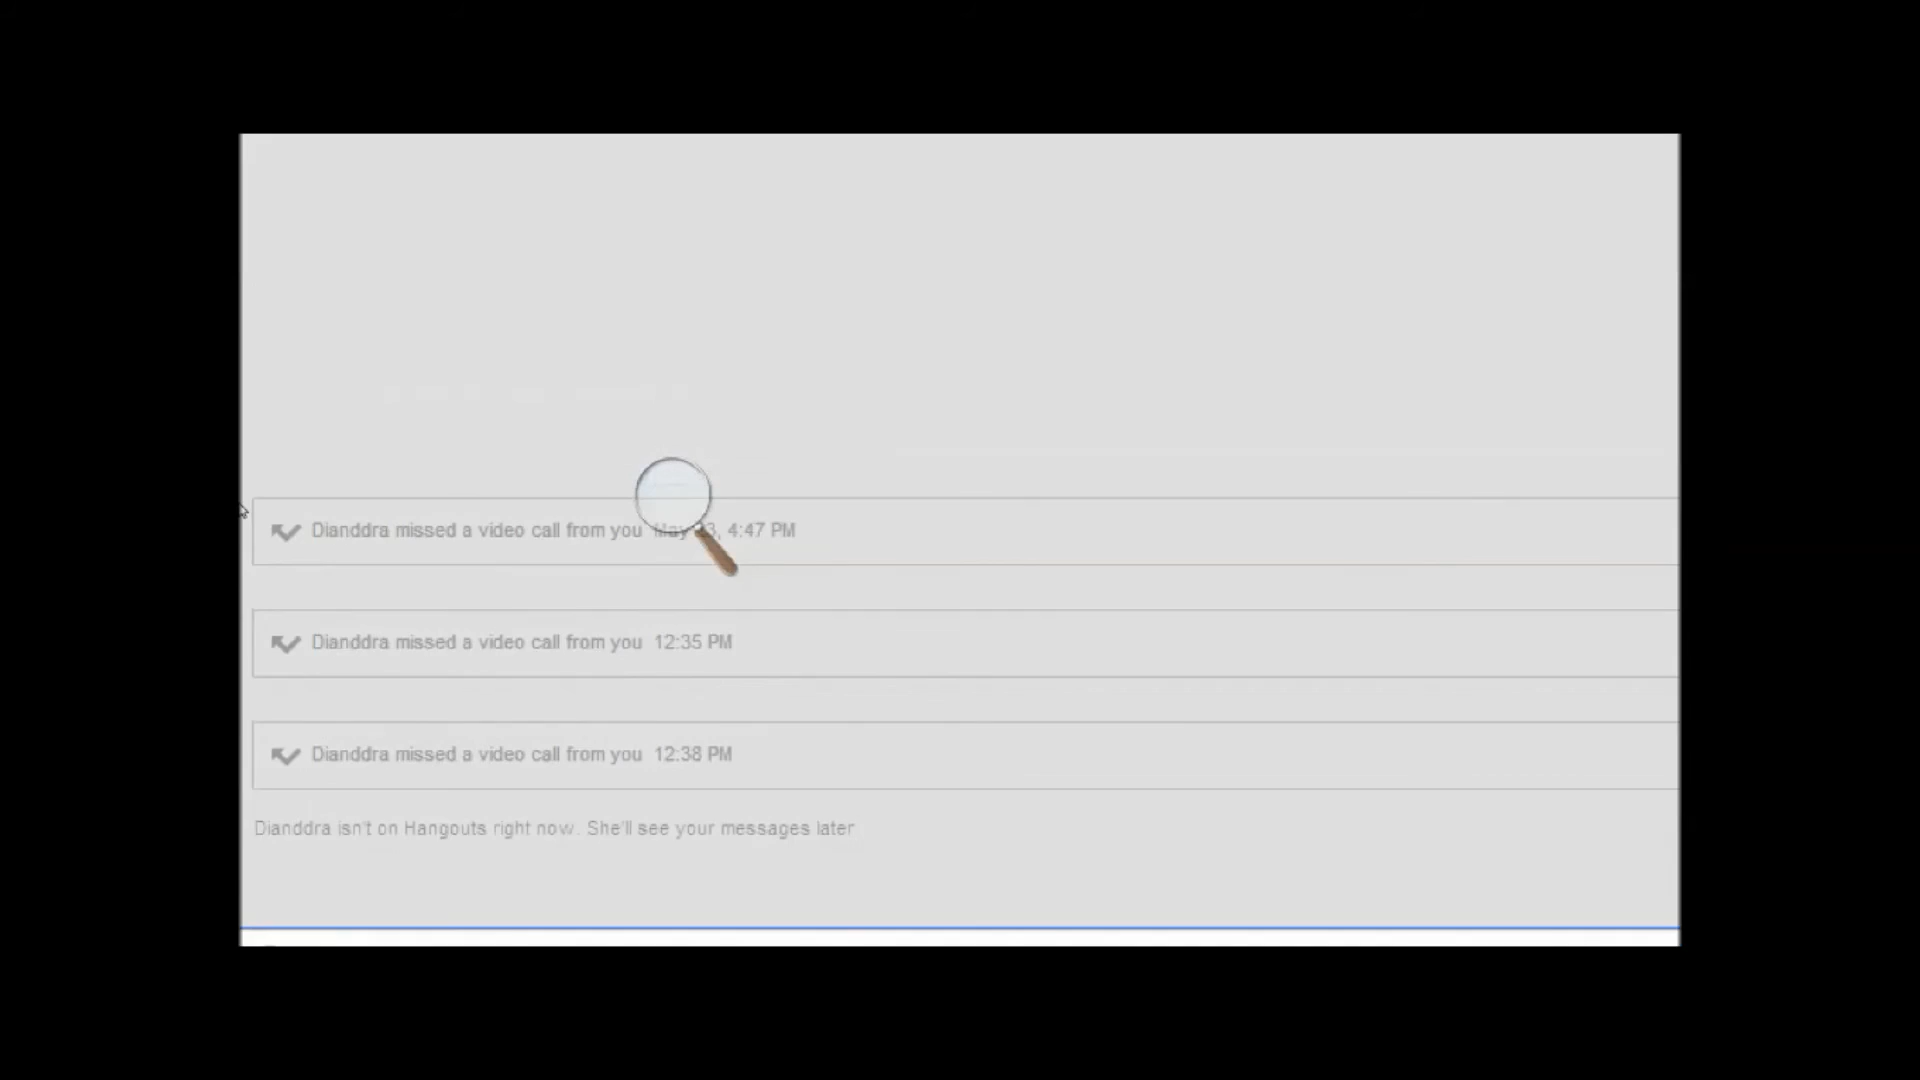 Dianddra missed a video call from you May 23, 4:47 PM
Dianddra missed a video call from you 12:35 PM
Dianddra missed a video call from you 12:38 PM
Dianddra isn't on Hangouts right now. She'll see your messages later